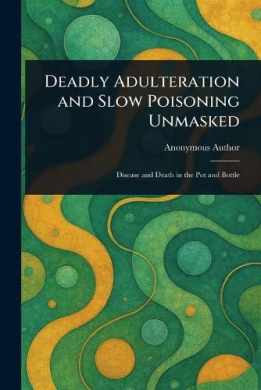 Deadly Adulteration
and Slow Poisoning
Unmasked
Anonymous Author
Disease and Death in the Pot and Bottle